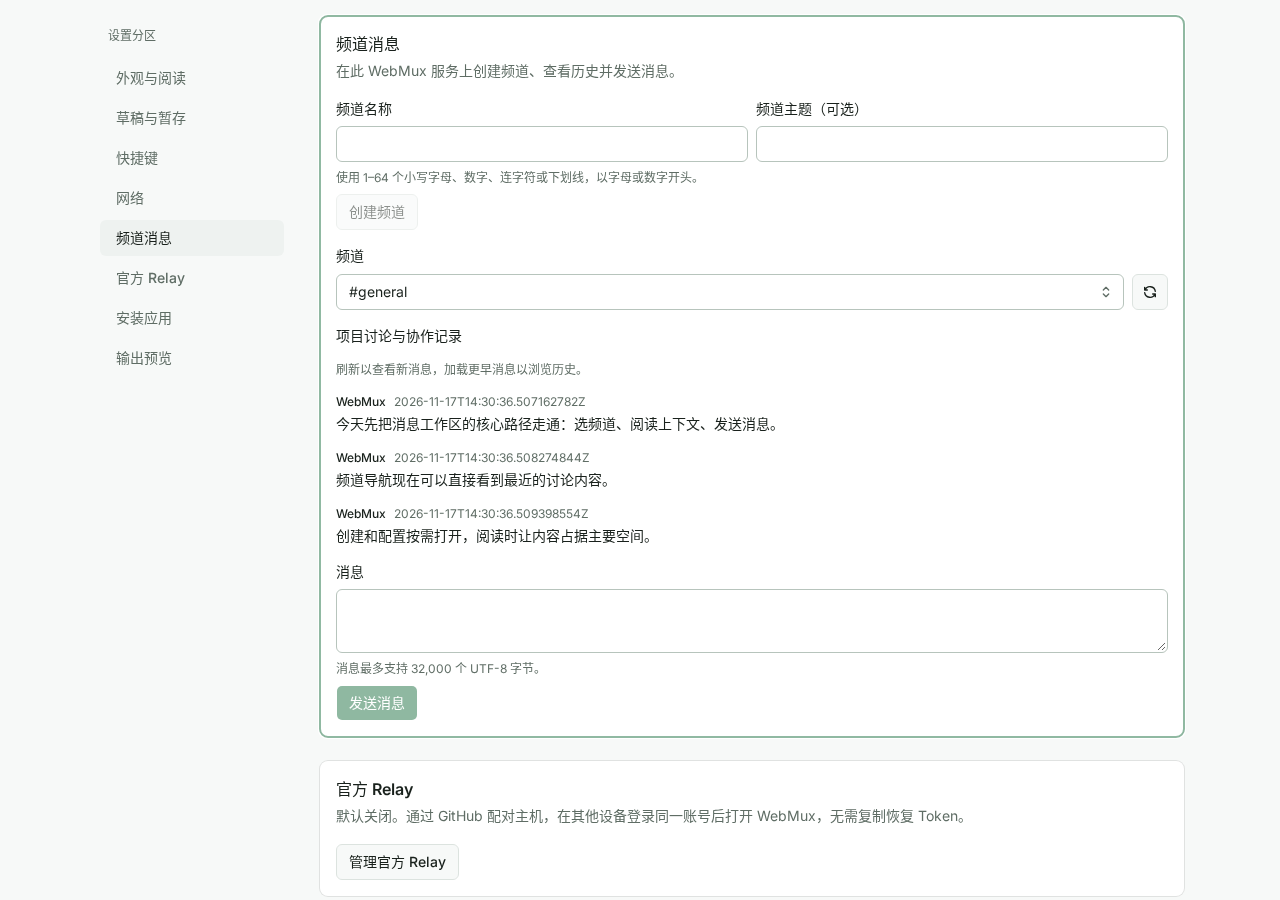 设置分区
外观与阅读
草稿与暂存
快捷键
网络
频道消息
官方 Relay
安装应用
输出预览
频道消息
在此 WebMux 服务上创建频道、查看历史并发送消息。
频道名称
频道主题（可选）
使用 1–64 个小写字母、数字、连字符或下划线，以字母或数字开头。
创建频道
频道
#general
项目讨论与协作记录
刷新以查看新消息，加载更早消息以浏览历史。
WebMux 2026-11-17T14:30:36.507162782Z
今天先把消息工作区的核心路径走通：选频道、阅读上下文、发送消息。
WebMux 2026-11-17T14:30:36.508274844Z
频道导航现在可以直接看到最近的讨论内容。
WebMux 2026-11-17T14:30:36.509398554Z
创建和配置按需打开，阅读时让内容占据主要空间。
消息
消息最多支持 32,000 个 UTF-8 字节。
发送消息
官方 Relay
默认关闭。通过 GitHub 配对主机，在其他设备登录同一账号后打开 WebMux，无需复制恢复 Token。
管理官方 Relay